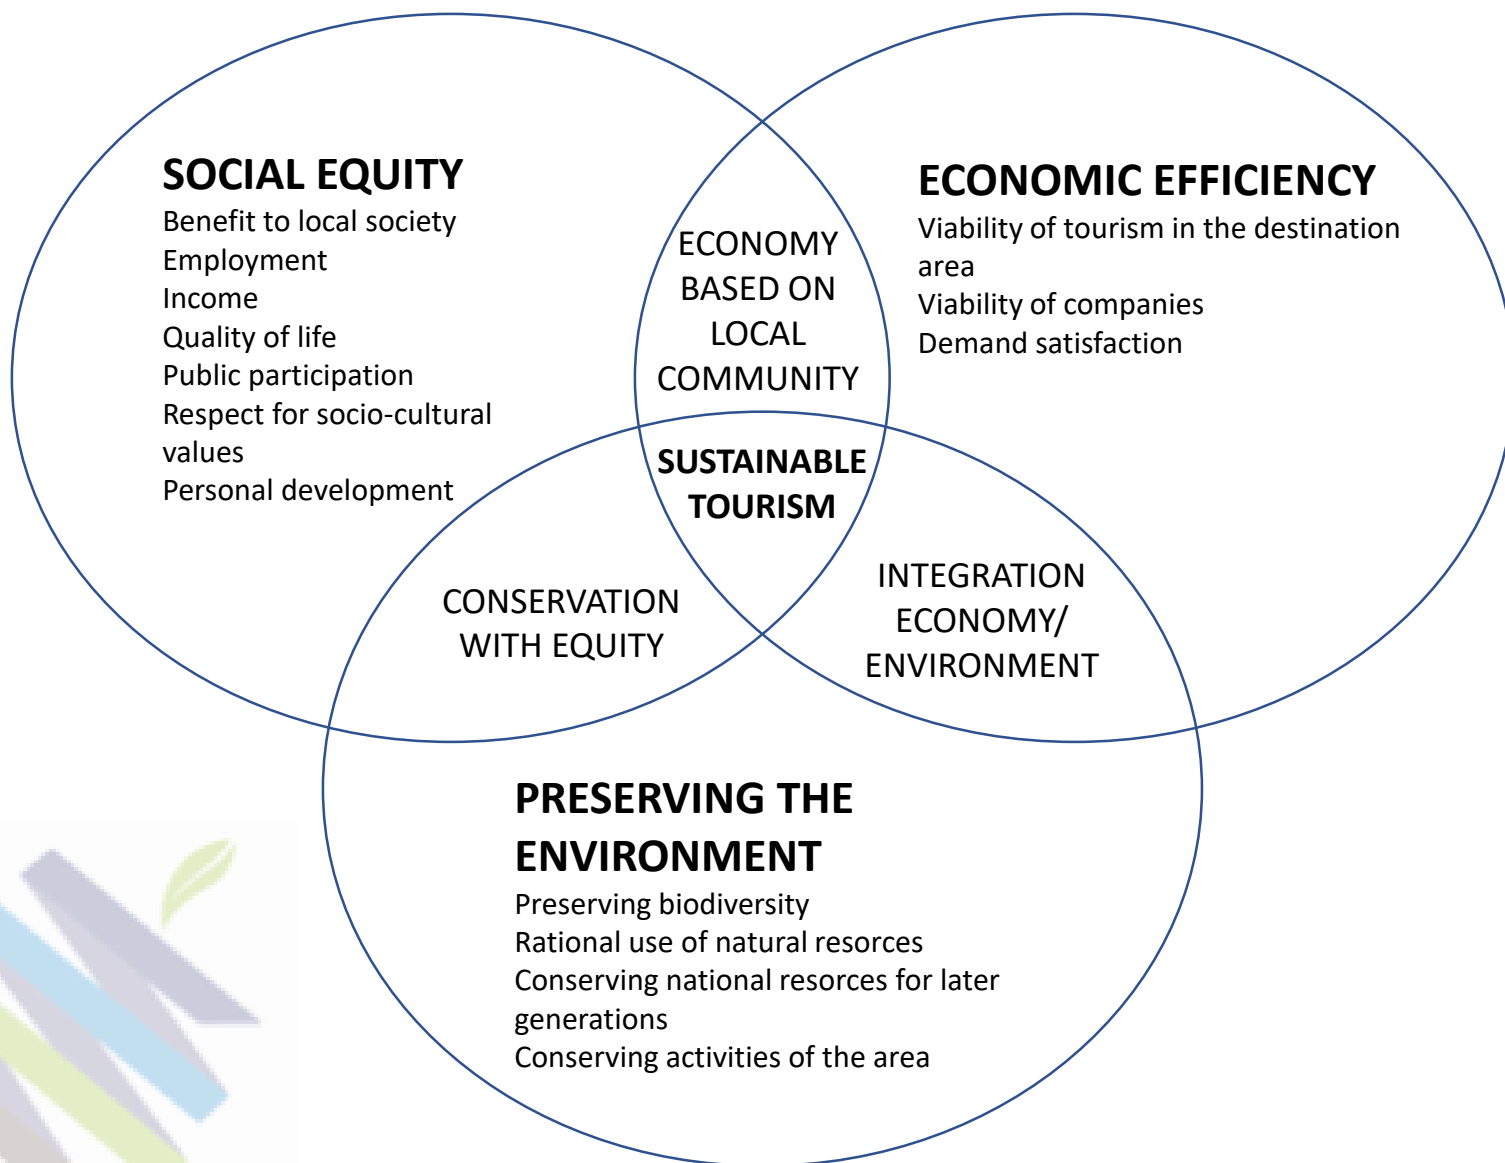 SOCIAL EQUITY
Benefit to local society
Employment
Income
Quality of life
Public participation
Respect for socio-cultural
values
Personal development
ECONOMY
BASED ON
LOCAL
COMMUNITY
ECONOMIC EFFICIENCY
Viability of tourism in the destination
area
Viability of companies
Demand satisfaction
SUSTAINABLE
TOURISM
CONSERVATION
WITH EQUITY
INTEGRATION
ECONOMY/
ENVIRONMENT
PRESERVING THE
ENVIRONMENT
Preserving biodiversity
Rational use of natural resorces
Conserving national resorces for later
generations
Conserving activities of the area